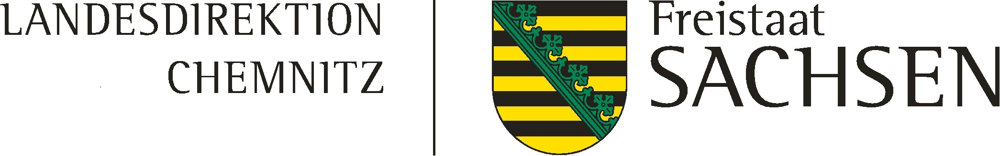 LANDESDIREKTION
CHEMNITZ
Freistaat
SACHSEN